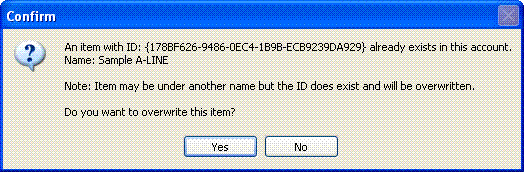 Confirm
An item with ID: {178BF626-9486-0EC4-1B9B-ECB9239DA929} already exists in this account.
Name: Sample A-LINE
Note: Item may be under another name but the ID does exist and will be overwritten.
Do you want to overwrite this item?
Yes
No